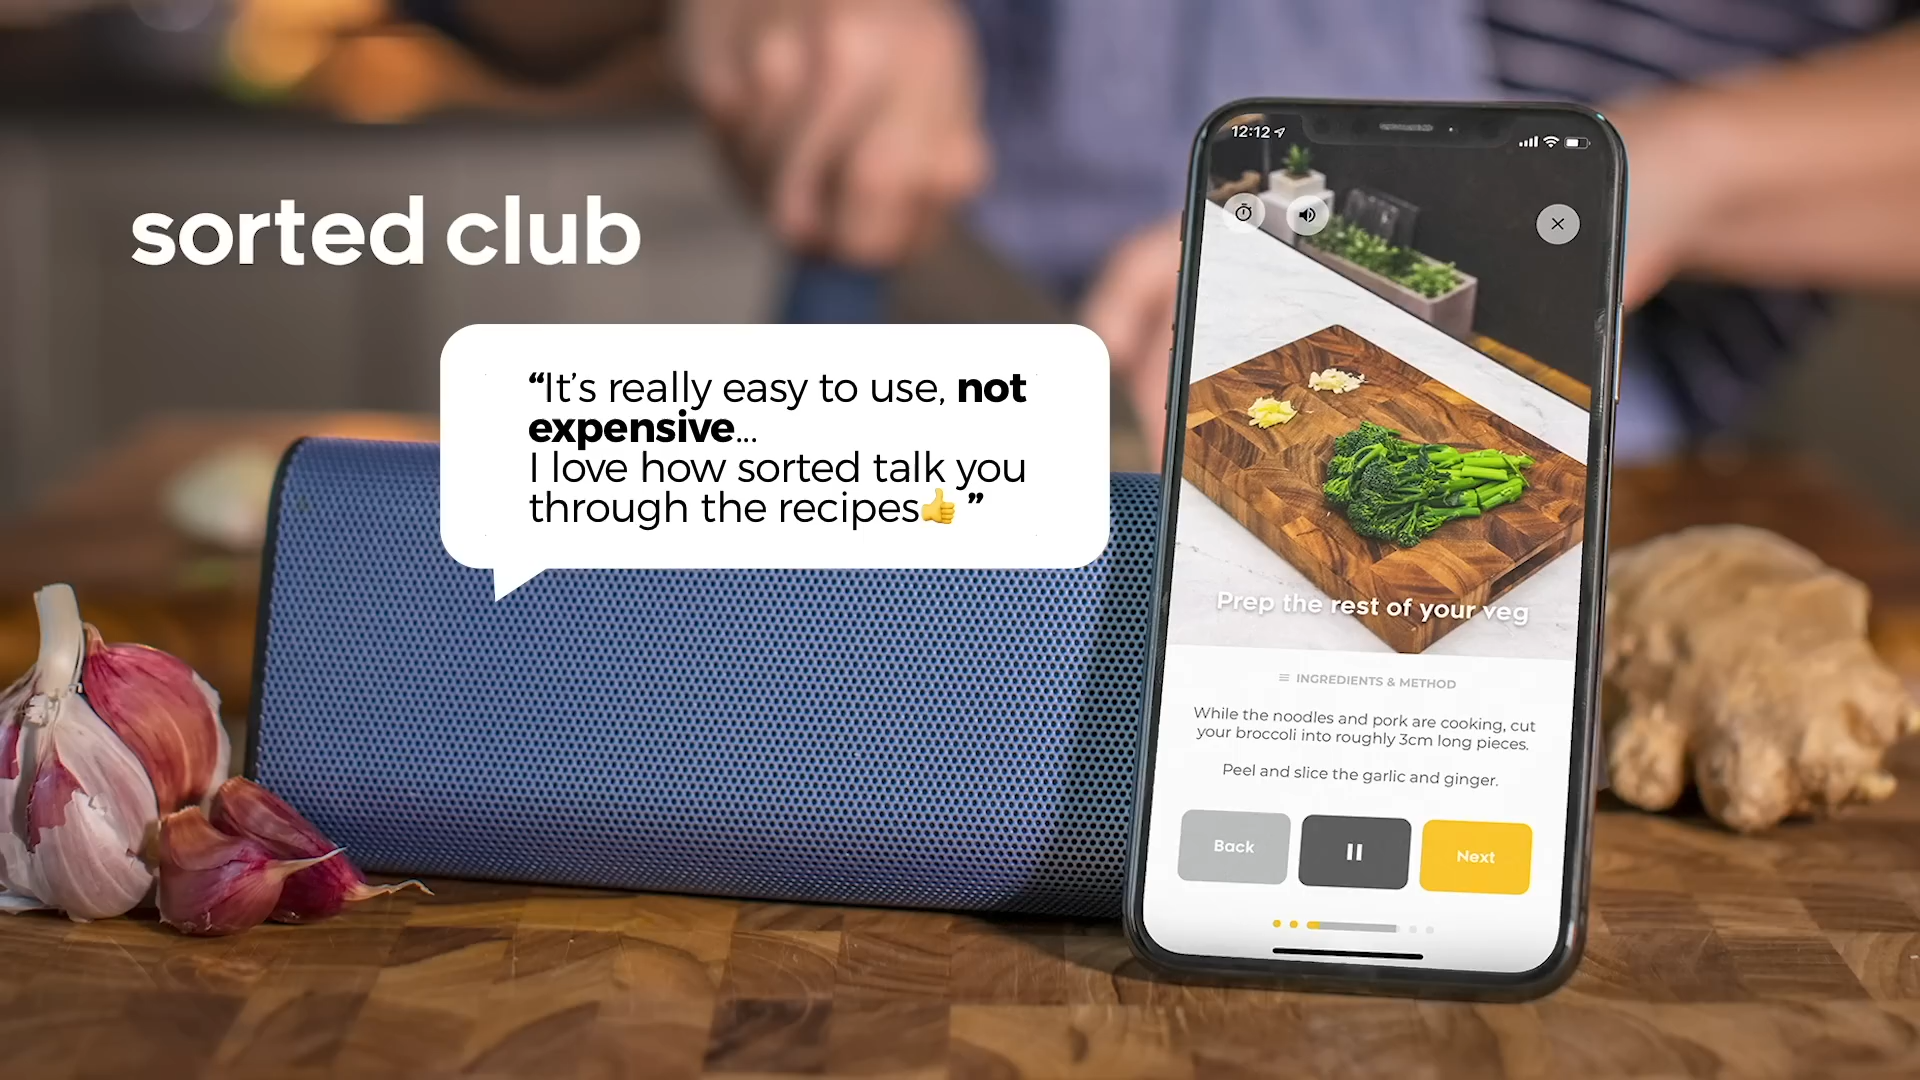 sorted club
“It’s really easy to use, not
expensive...
I love how sorted talk you
through the recipes👍”
12:12
Prep the rest of your veg
INGREDIENTS & METHOD
While the noodles and pork are cooking, cut
your broccoli into roughly 3cm long pieces.
Peel and slice the garlic and ginger.
Back
Next